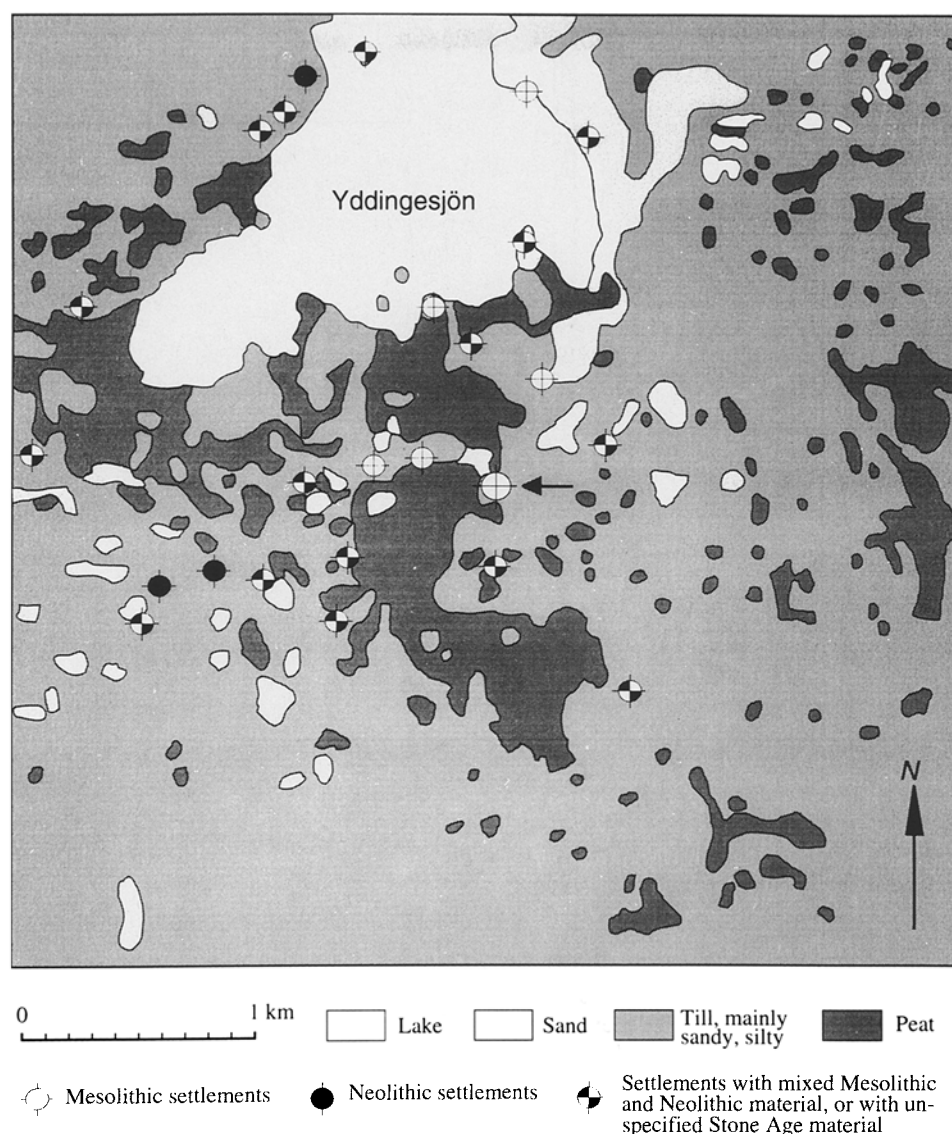 Yddingesjön
N
0 1 km
Lake
Sand
Till, mainly
sandy, silty
Peat
Mesolithic settlements
Neolithic settlements
Settlements with mixed Mesolithic
and Neolithic material, or with un-
specified Stone Age material